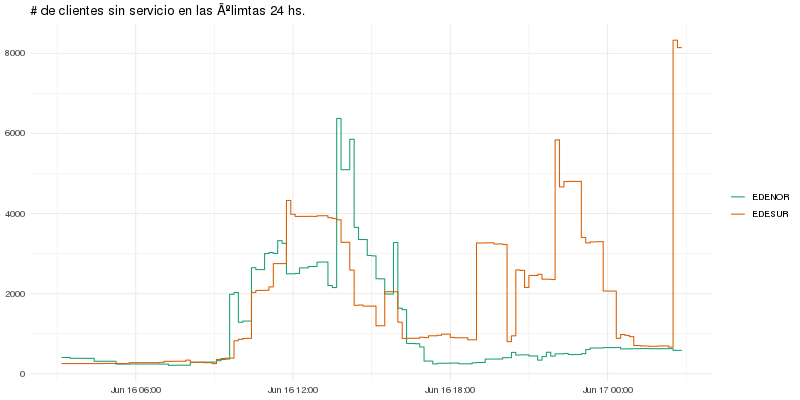 # de clientes sin servicio en las Ãºlimtas 24 hs.
8000
6000
4000
2000
0
Jun 16 06:00
Jun 16 12:00
Jun 16 18:00
Jun 17 00:00
EDENOR
EDESUR